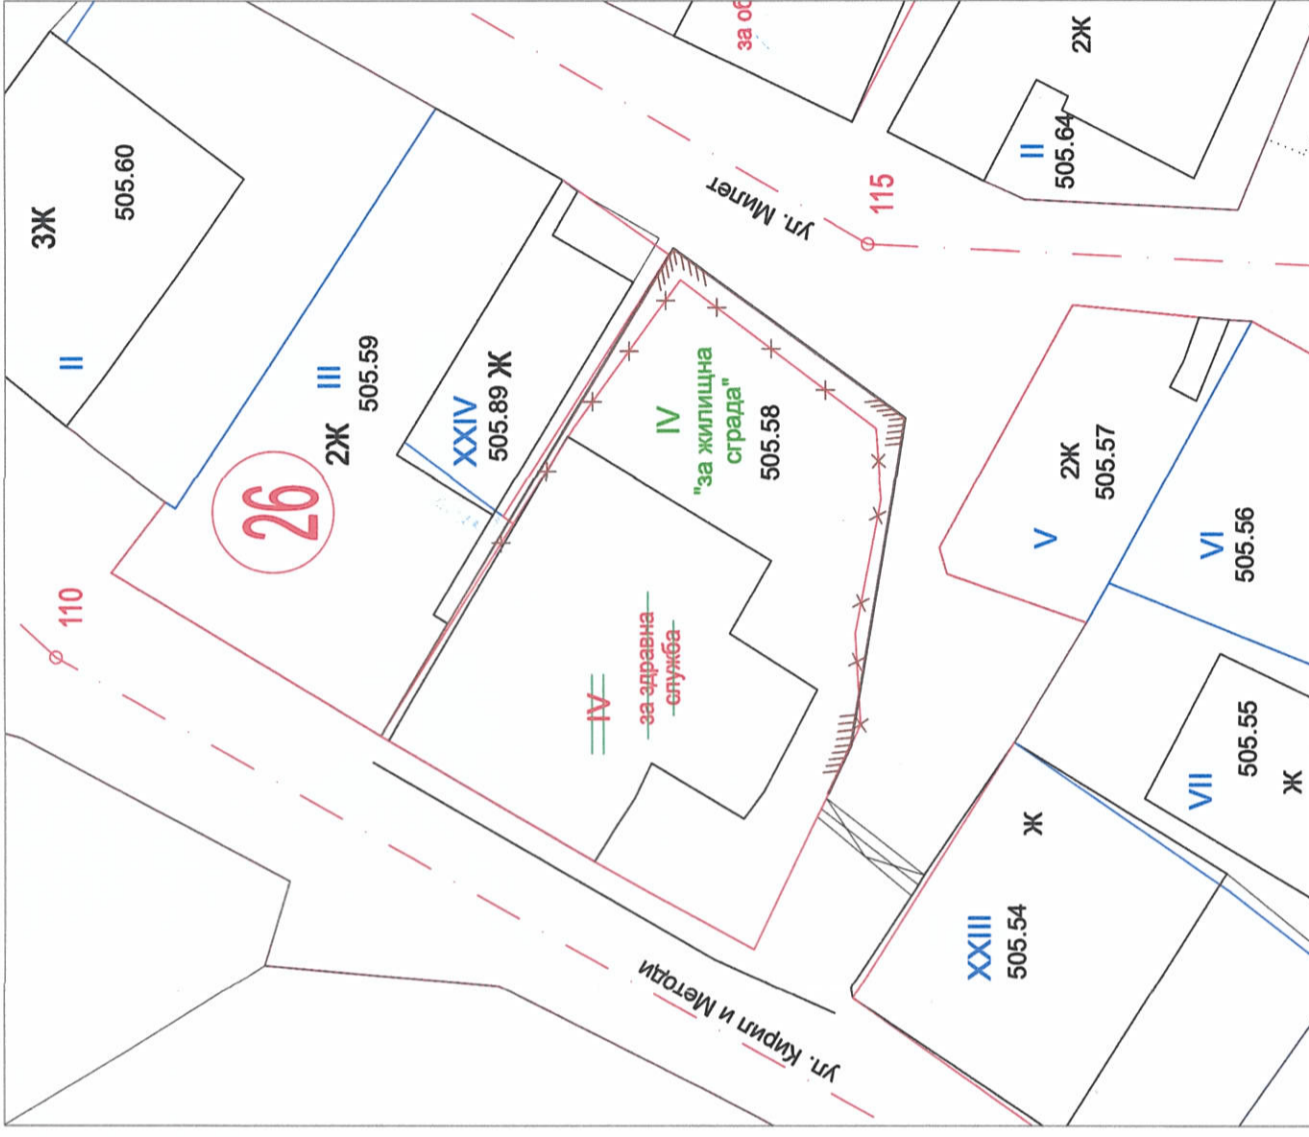 3Ж
505.60
II
III
2Ж
505.59
XXIV
505.89 Ж
26
110
ул. Милет
115
за об
2Ж
II
505.64
IV
"за жилищна
сграда"
505.58
IV
за здравна
служба
2Ж
505.57
V
VI
505.56
VII
505.55
Ж
Ж
XXIII
505.54
ул. Кирил и Методи